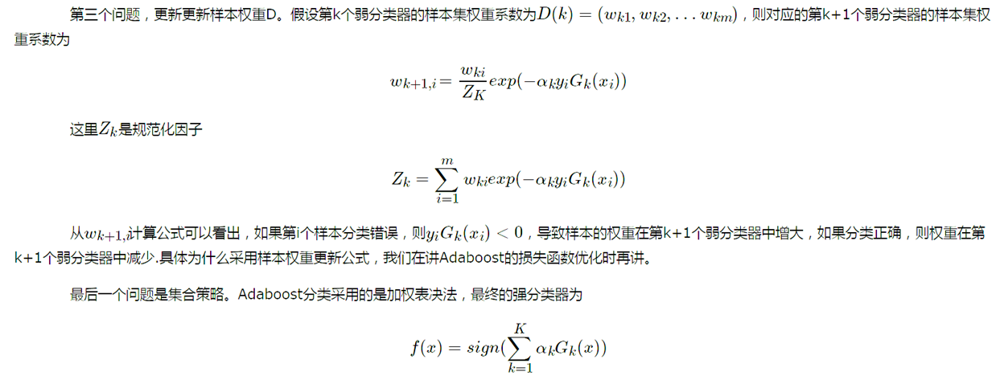 第三个问题，更新更新样本权重D。假设第k个弱分类器的样本集权重系数为D(k) = (w_{k1}, w_{k2}, ... w_{km})，则对应的第k+1个弱分类器的样本集权
重系数为
w_{k+1,i} = \frac{w_{ki}}{Z_K} exp(-α_k y_i G_k(x_i))
这里Z_k是规范化因子
Z_k = \sum_{i=1}^{m} w_{ki} exp(-α_k y_i G_k(x_i))
从w_{k+1,i}计算公式可以看出，如果第i个样本分类错误，则y_i G_k(x_i) < 0，导致样本的权重在第k+1个弱分类器中增大，如果分类正确，则权重在第
k+1个弱分类器中减少.具体为什么采用样本权重更新公式，我们在讲Adaboost的损失函数优化时再讲。
最后一个问题是集合策略。Adaboost分类采用的是加权表决法，最终的强分类器为
f(x) = sign(\sum_{k=1}^{K} α_k G_k(x))